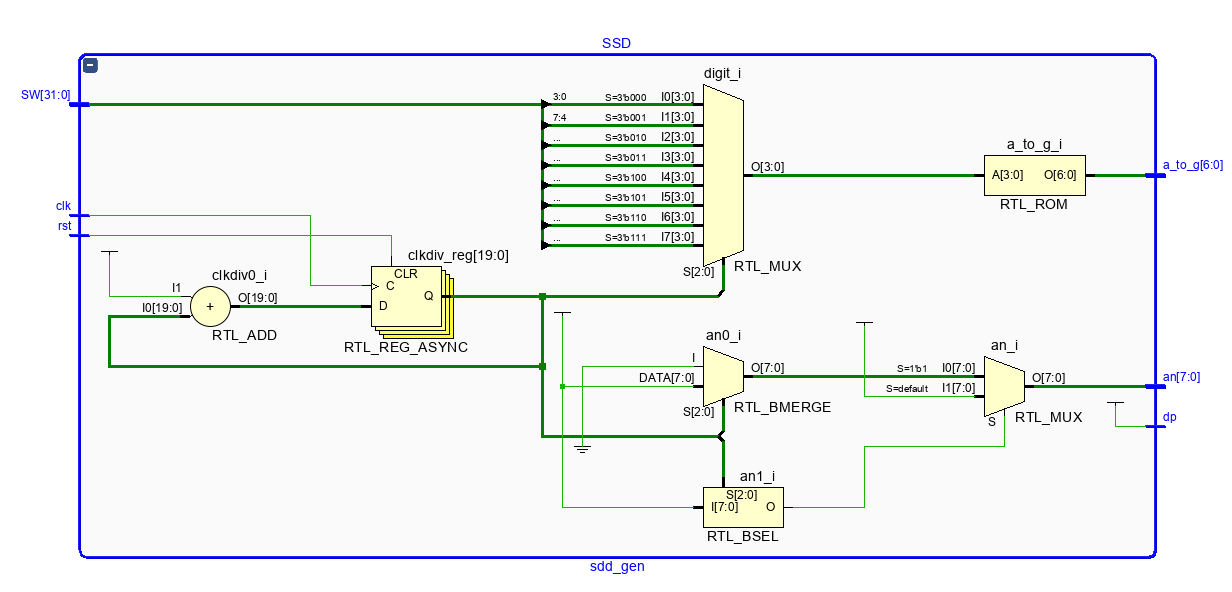 SSD
digit_i
SW[31:0]
3:0 S=3'b000 I0[3:0]
7:4 S=3'b001 I1[3:0]
... S=3'b010 I2[3:0]
... S=3'b011 I3[3:0]
... S=3'b100 I4[3:0]
... S=3'b101 I5[3:0]
... S=3'b110 I6[3:0]
... S=3'b111 I7[3:0]
O[3:0]
S[2:0]
RTL_MUX
a_to_g_i
A[3:0] O[6:0]
RTL_ROM
a_to_g[6:0]
clk
rst
clkdiv0_i
I1
I0[19:0]
+
O[19:0]
RTL_ADD
clkdiv_reg[19:0]
CLR
C
D
Q
RTL_REG_ASYNC
an0_i
I
DATA[7:0]
S[2:0]
O[7:0]
RTL_BMERGE
an_i
S=1'b1 I0[7:0]
S=default I1[7:0]
S
O[7:0]
RTL_MUX
an[7:0]
dp
an1_i
S[2:0]
I[7:0] O
RTL_BSEL
sdd_gen